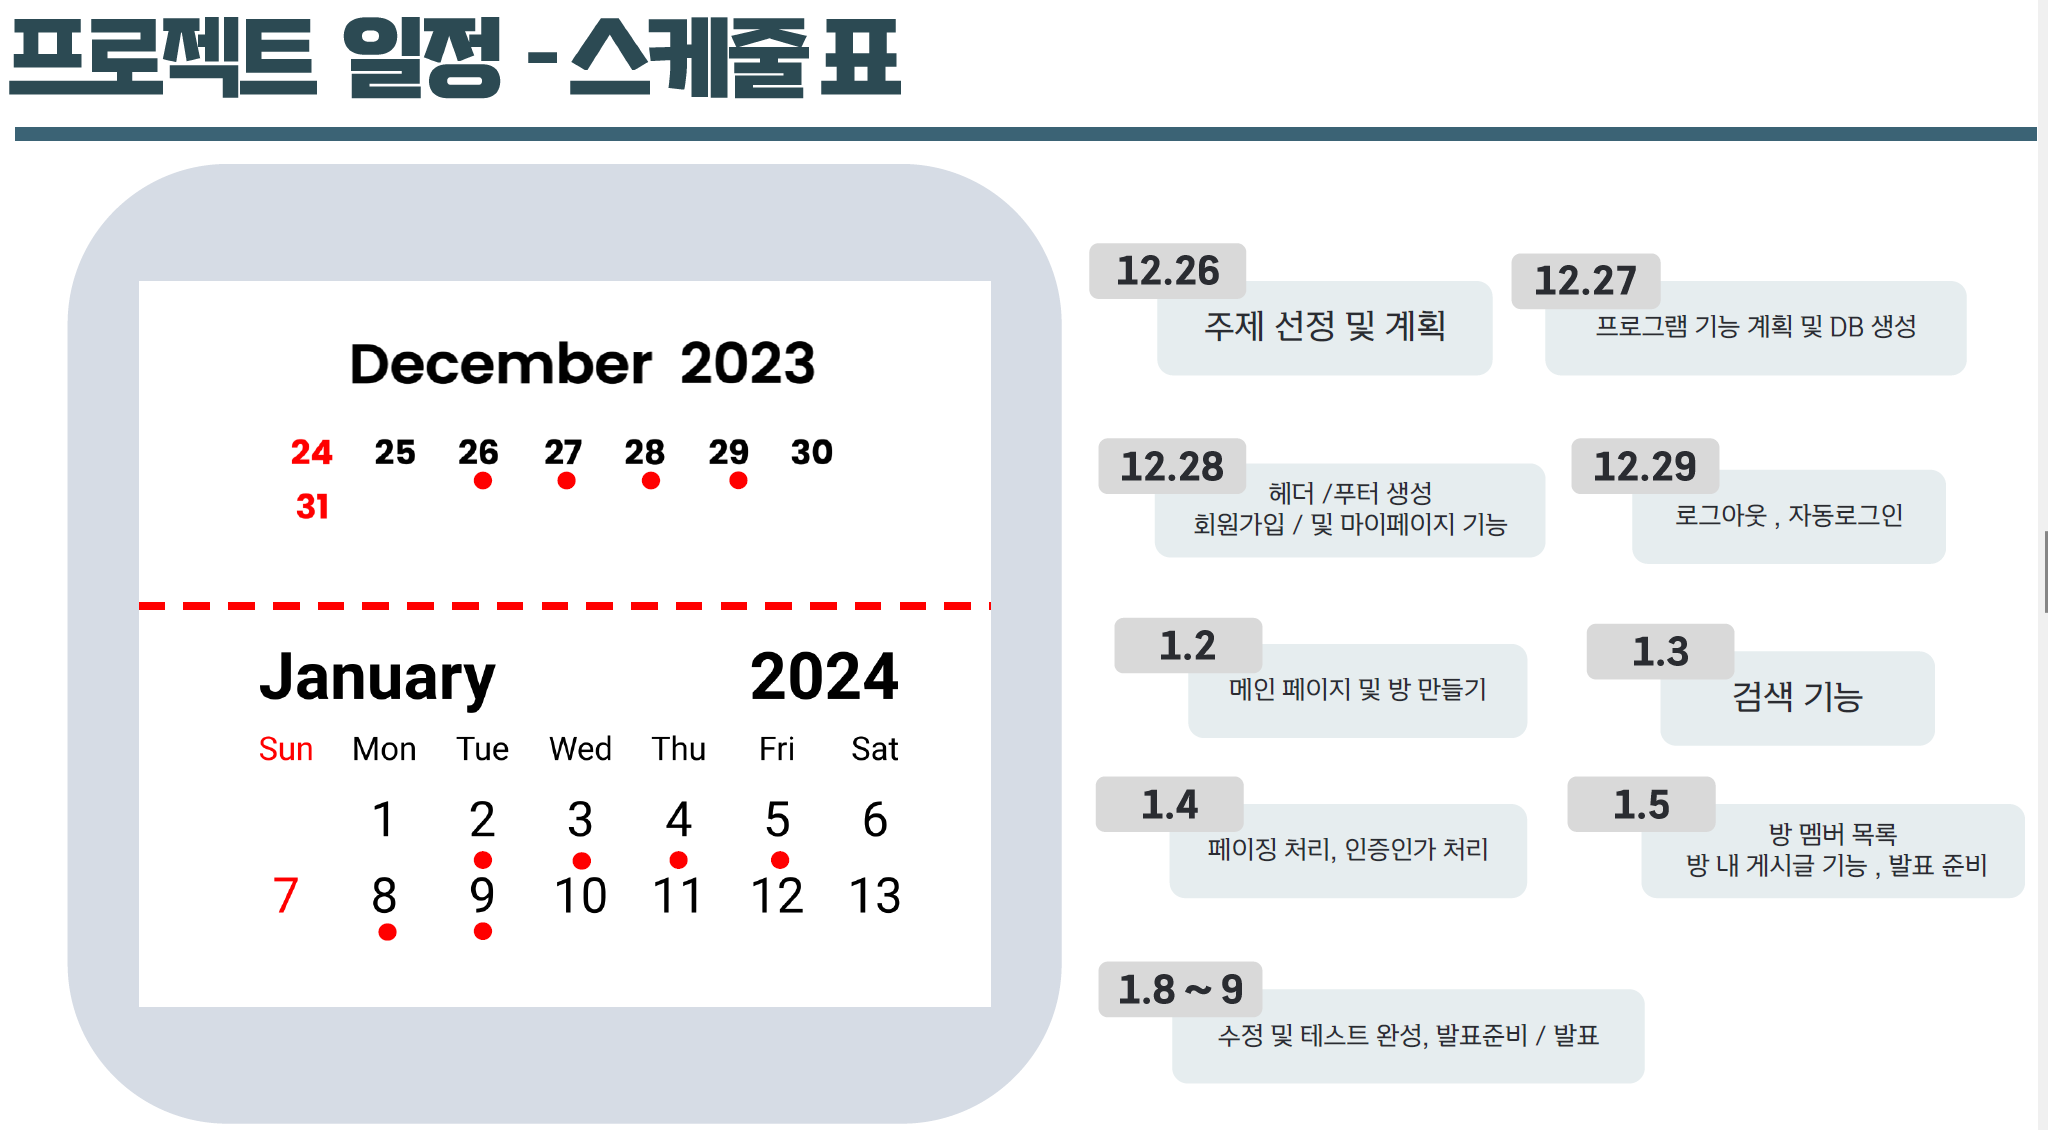 프로젝트 일정 - 스케줄 표
December 2023
24 25 26 27 28 29 30
31
January 2024
Sun Mon Tue Wed Thu Fri Sat
1 2 3 4 5 6
7 8 9 10 11 12 13
12.26
주제 선정 및 계획
12.27
프로그램 기능 계획 및 DB 생성
12.28
헤더 /푸터 생성
회원가입 / 및 마이페이지 기능
12.29
로그아웃 , 자동로그인
1.2
메인 페이지 및 방 만들기
1.3
검색 기능
1.4
페이징 처리, 인증인가 처리
1.5
방 멤버 목록
방 내 게시글 기능 , 발표 준비
1.8 ~ 9
수정 및 테스트 완성, 발표준비 / 발표